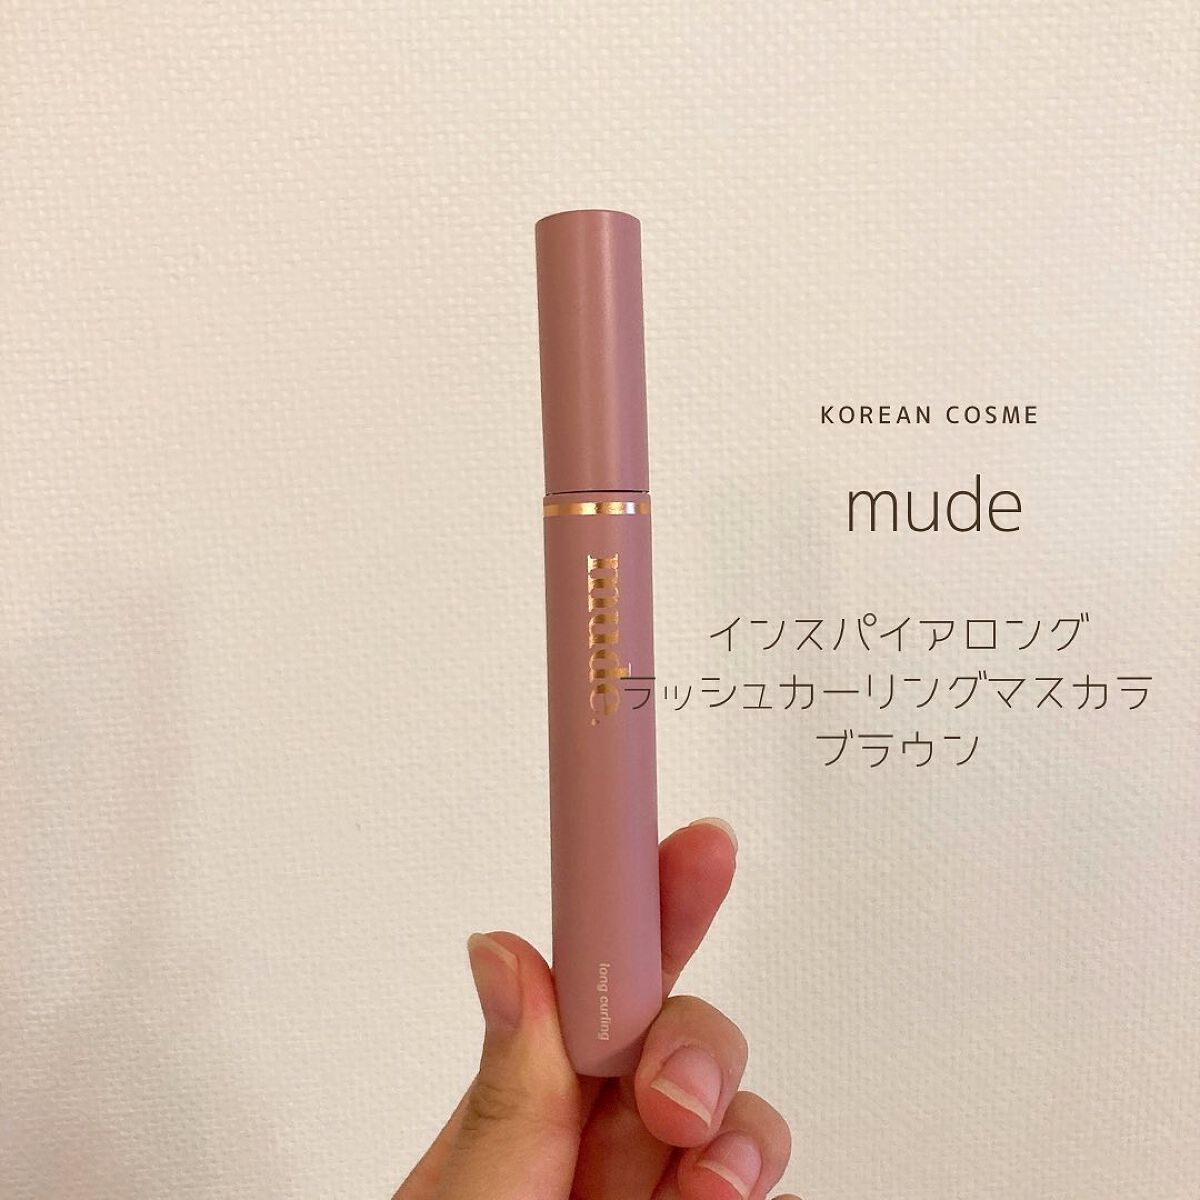 KOREAN COSME
mude
インスパイアロング
ラッシュカーリングマスカラ
ブラウン
mude.
long curling